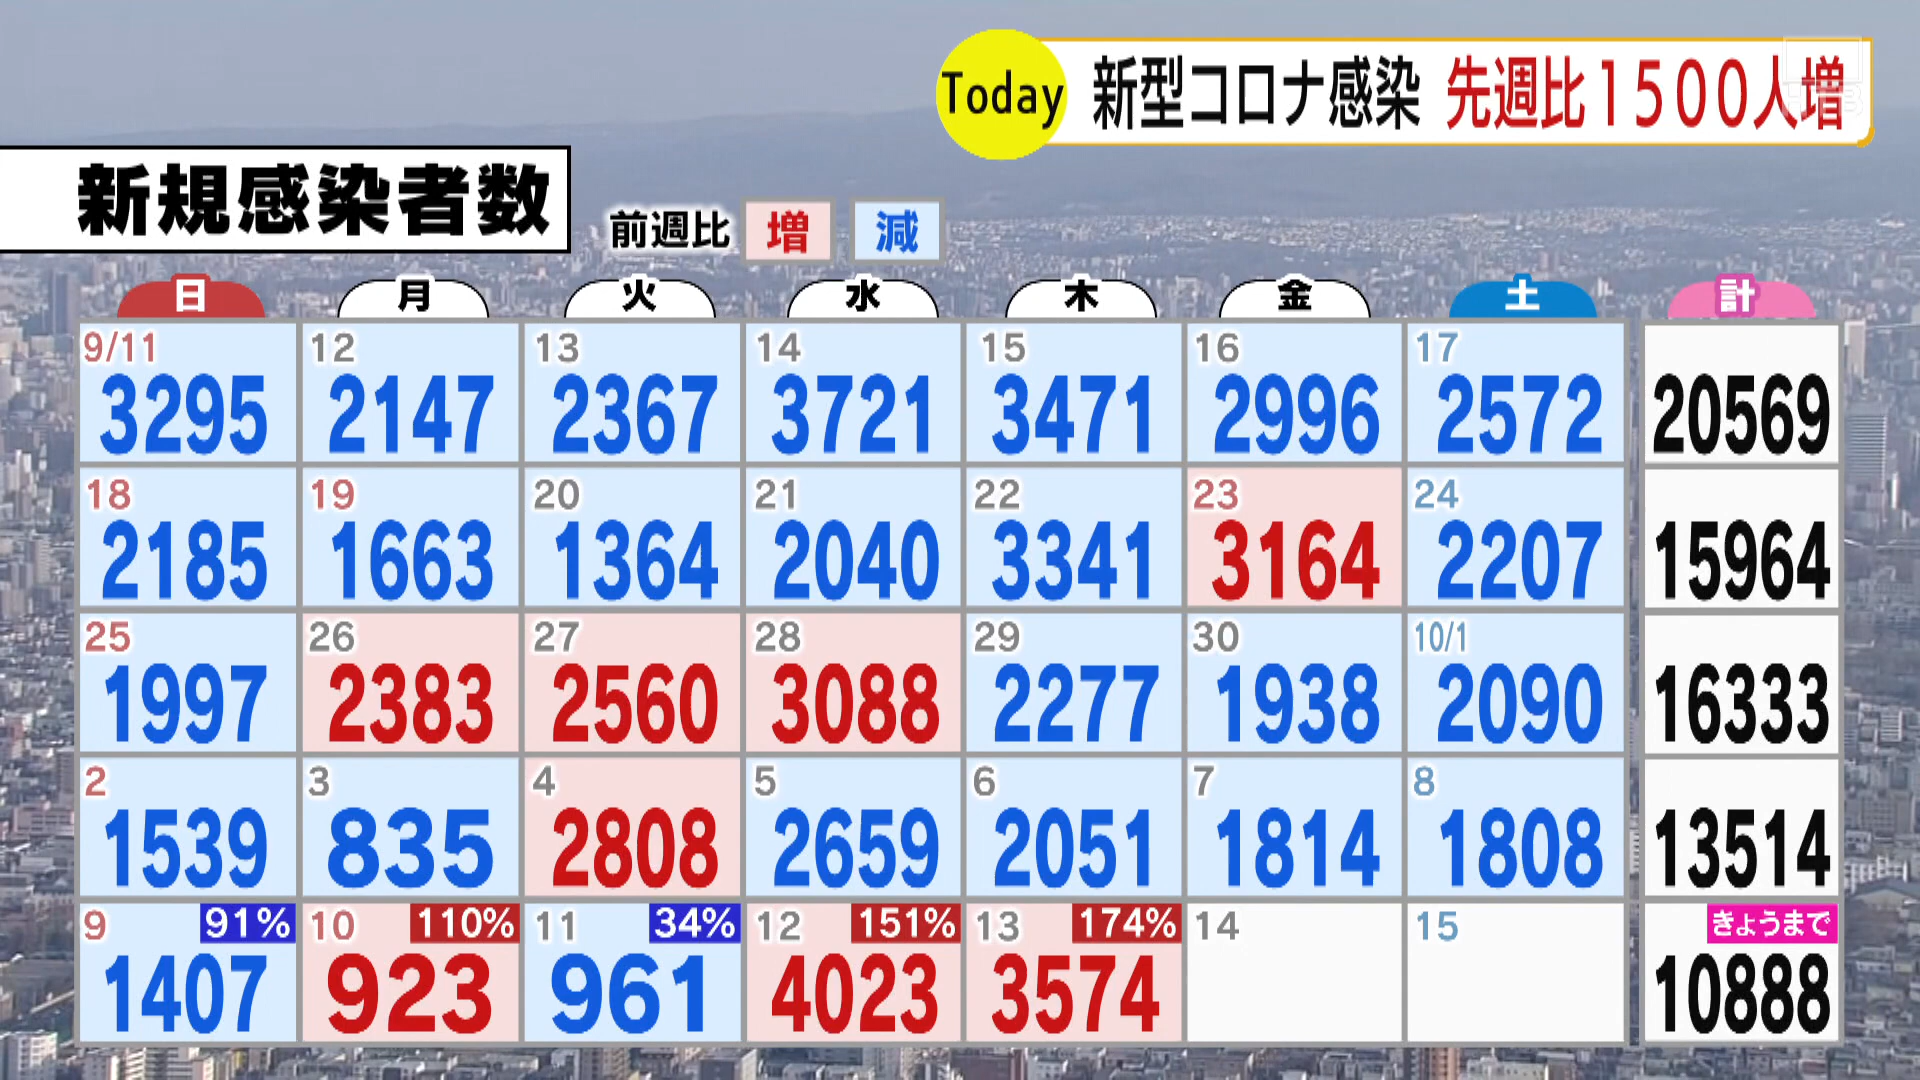 Today 新型コロナ感染 先週比1500人増
新規感染者数
前週比 増 減
日 月 火 水 木 金 土 計
9/11 12 13 14 15 16 17
3295 2147 2367 3721 3471 2996 2572 20569
18 19 20 21 22 23 24
2185 1663 1364 2040 3341 3164 2207 15964
25 26 27 28 29 30 10/1
1997 2383 2560 3088 2277 1938 2090 16333
2 3 4 5 6 7 8
1539 835 2808 2659 2051 1814 1808 13514
9 91% 10 110% 11 34% 12 151% 13 174% 14 15 きょうまで
1407 923 961 4023 3574 10888